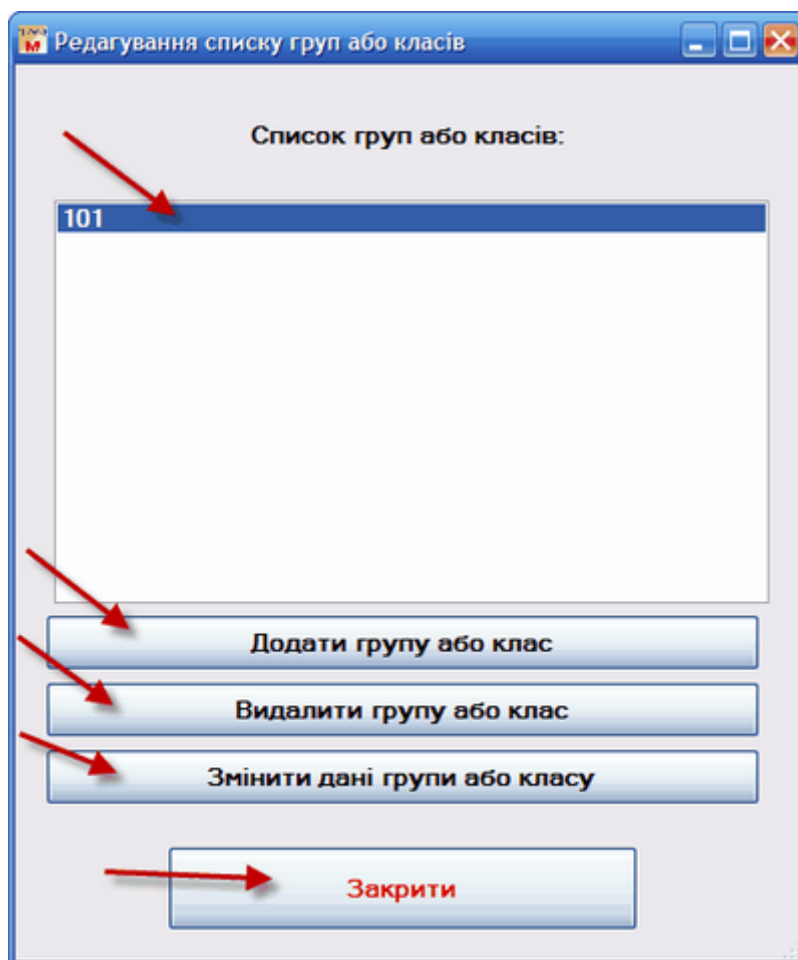 Редагування списку груп або класів
Список груп або класів:
101
Додати групу або клас
Видалити групу або клас
Змінити дані групи або класу
Закрити